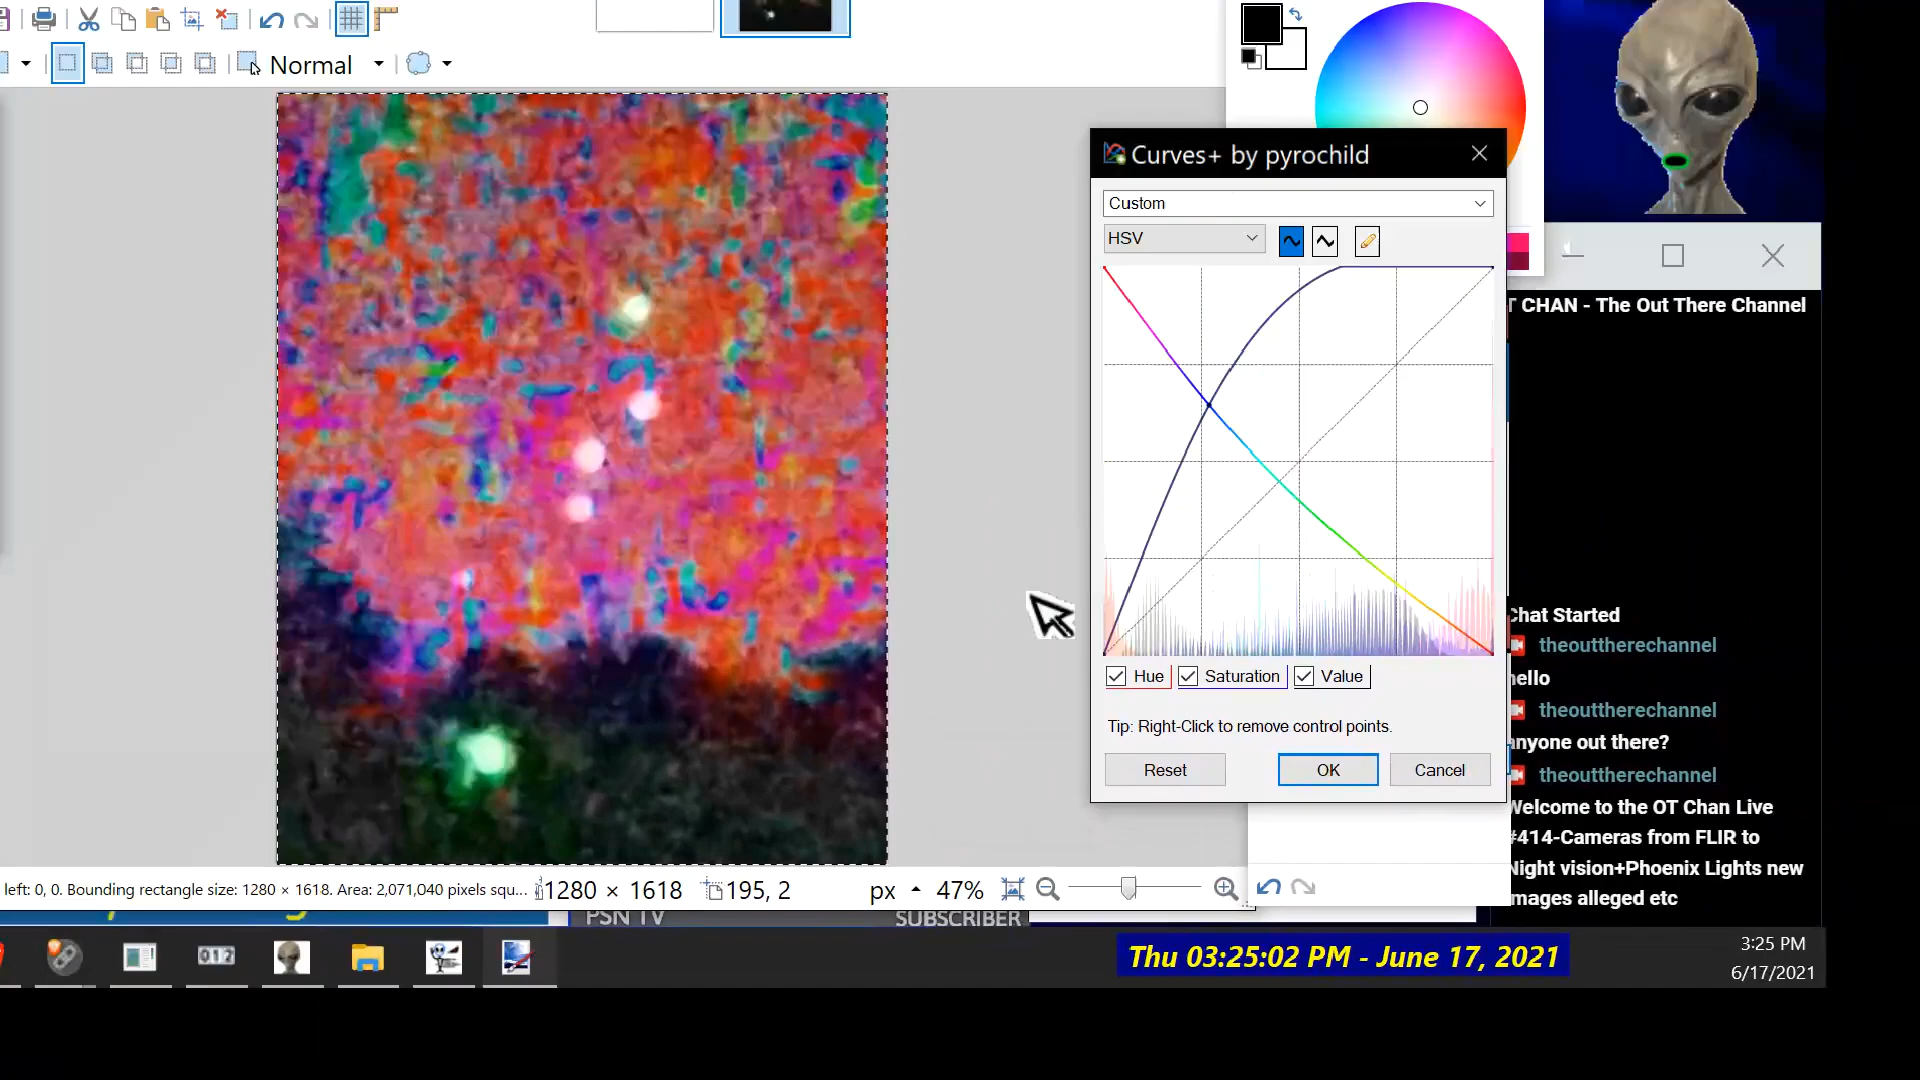 Normal
Curves+ by pyrochild
Custom
HSV
Hue
Saturation
Value
Tip: Right-Click to remove control points.
Reset
OK
Cancel
T CHAN - The Out There Channel
Chat Started
theouttherechannel
hello
theouttherechannel
anyone out there?
theouttherechannel
Welcome to the OT Chan Live
#414-Cameras from FLIR to
Night vision+Phoenix Lights new
images alleged etc
left: 0, 0. Bounding rectangle size: 1280 × 1618. Area: 2,071,040 pixels squ...
1280 × 1618
195, 2
px
47%
PSN TV
SUBSCRIBER
012
Thu 03:25:02 PM - June 17, 2021
3:25 PM
6/17/2021